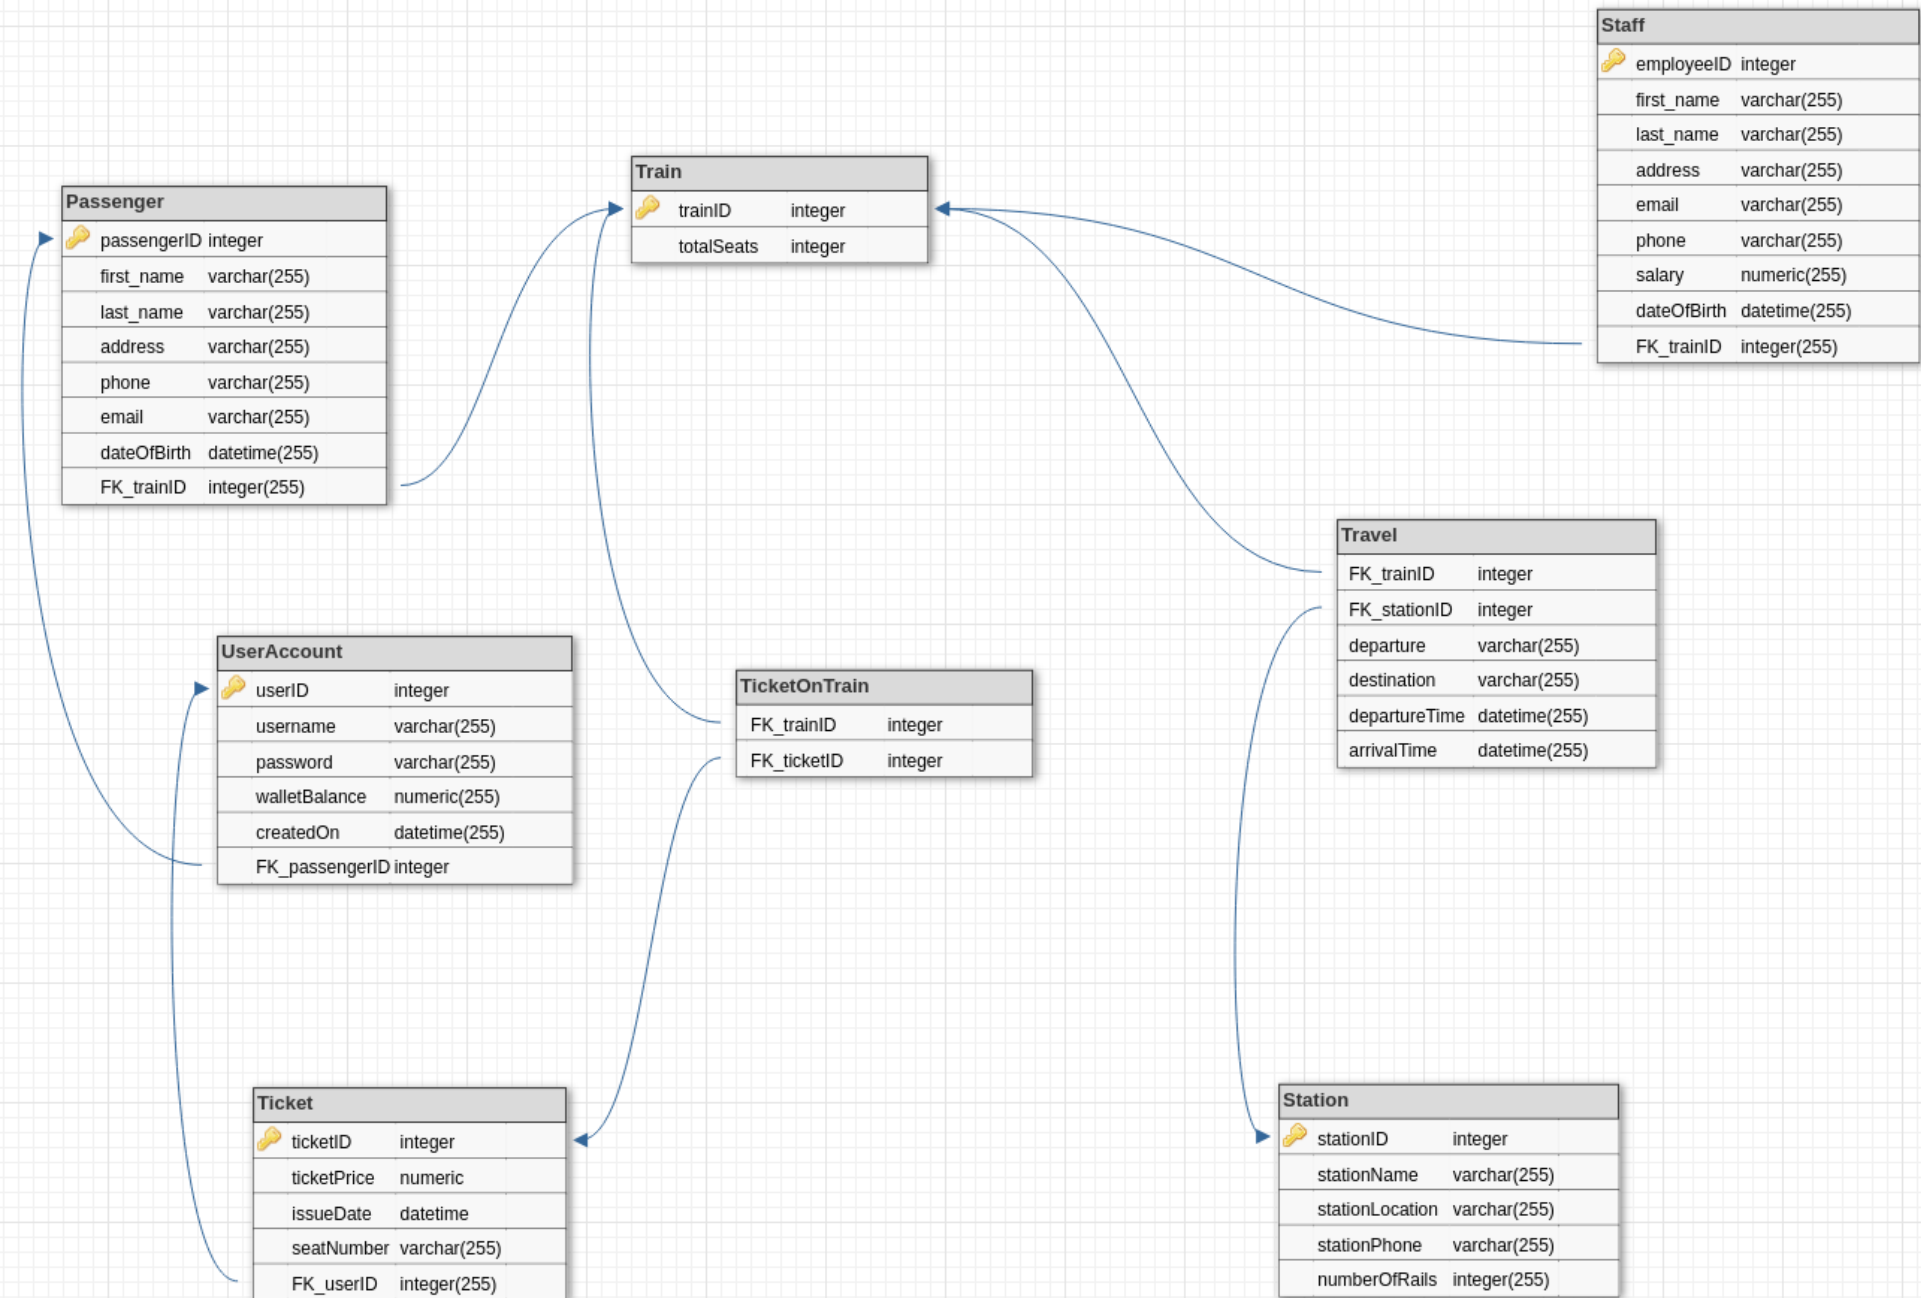 Staff
employeeID integer
first_name varchar(255)
last_name varchar(255)
address varchar(255)
email varchar(255)
phone varchar(255)
salary numeric(255)
dateOfBirth datetime(255)
FK_trainID integer(255)
Train
trainID integer
totalSeats integer
Passenger
passengerID integer
first_name varchar(255)
last_name varchar(255)
address varchar(255)
phone varchar(255)
email varchar(255)
dateOfBirth datetime(255)
FK_trainID integer(255)
Travel
FK_trainID integer
FK_stationID integer
departure varchar(255)
destination varchar(255)
departureTime datetime(255)
arrivalTime datetime(255)
UserAccount
userID integer
username varchar(255)
password varchar(255)
walletBalance numeric(255)
createdOn datetime(255)
FK_passengerID integer
TicketOnTrain
FK_trainID integer
FK_ticketID integer
Ticket
ticketID integer
ticketPrice numeric
issueDate datetime
seatNumber varchar(255)
FK_userID integer(255)
Station
stationID integer
stationName varchar(255)
stationLocation varchar(255)
stationPhone varchar(255)
numberOfRails integer(255)